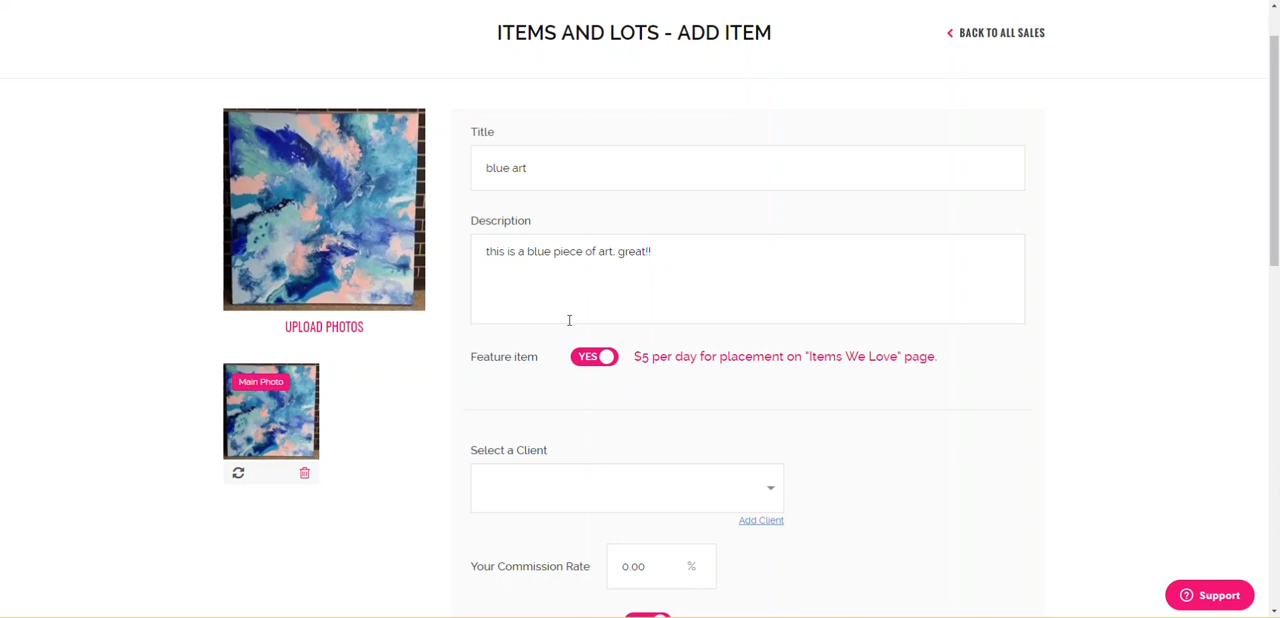 ITEMS AND LOTS - ADD ITEM
BACK TO ALL SALES
Title
blue art
Description
this is a blue piece of art. great!!
UPLOAD PHOTOS
Feature item
YES
$5 per day for placement on "Items We Love" page.
Main Photo
Select a Client
Add Client
Your Commission Rate
0.00 %
Support